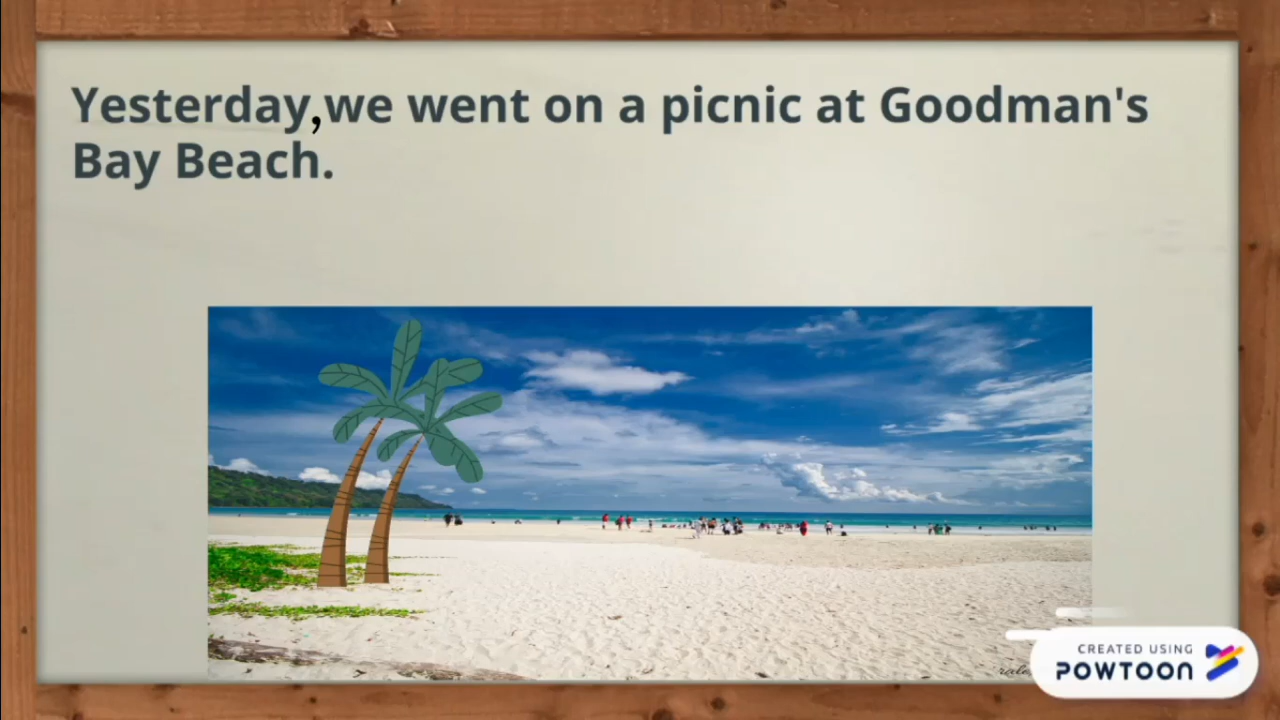 Yesterday,we went on a picnic at Goodman's
Bay Beach.
CREATED USING
POWTOON